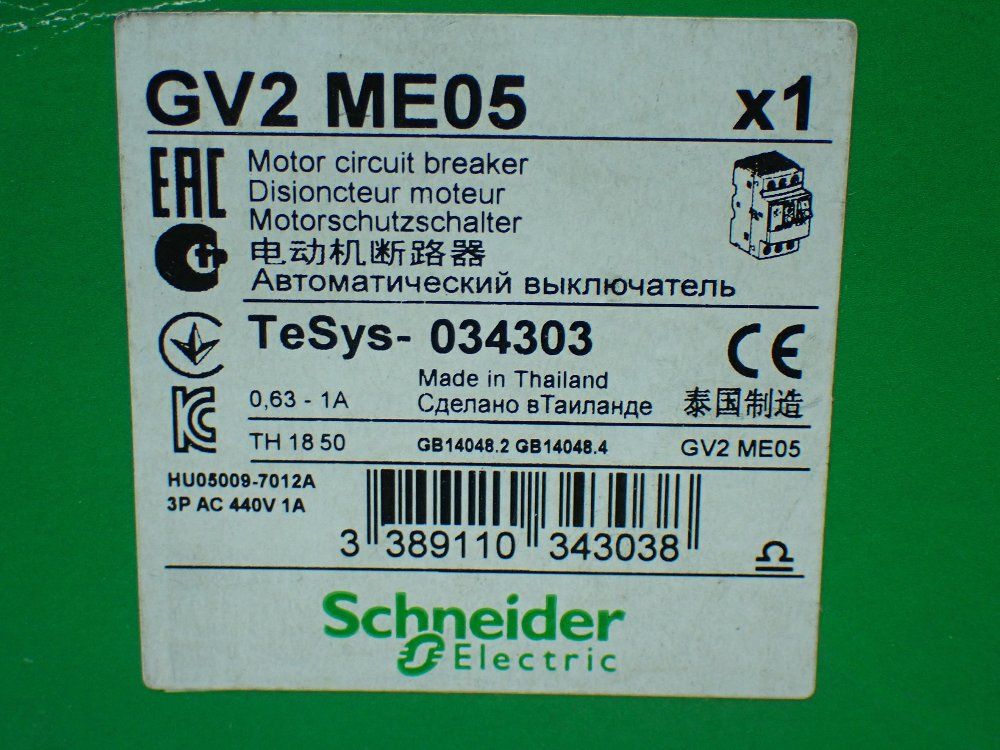 GV2 ME05 x1
EAC
Motor circuit breaker
Disjoncteur moteur
Motorschutzschalter
电动机断路器
Автоматический выключатель
TeSys- 034303
CE
Made in Thailand
0,63 - 1A
Сделано вТаиланде 泰国制造
TH 18 50 GB14048.2 GB14048.4 GV2 ME05
HU05009-7012A
3P AC 440V 1A
3 389110 343038
Schneider
Electric